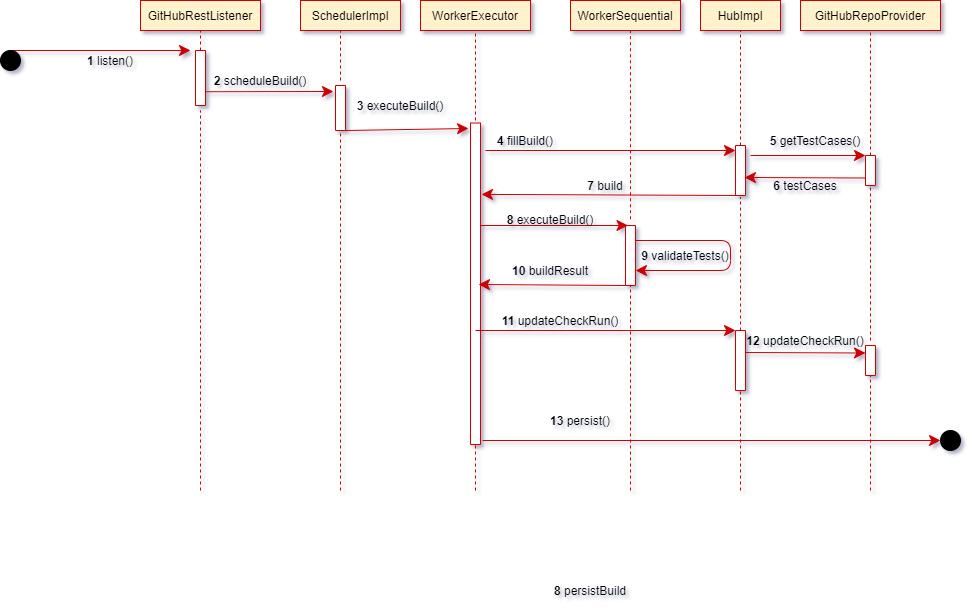 GitHubRestListener
SchedulerImpl
WorkerExecutor
WorkerSequential
HubImpl
GitHubRepoProvider
1 listen()
2 scheduleBuild()
3 executeBuild()
4 fillBuild()
5 getTestCases()
6 testCases
7 build
8 executeBuild()
9 validateTests()
10 buildResult
11 updateCheckRun()
12 updateCheckRun()
13 persist()
8 persistBuild